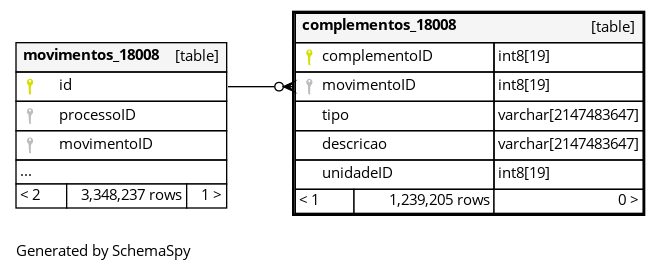 movimentos_18008 [table]
id
processoID
movimentoID
...
< 2 3,348,237 rows 1 >
complementos_18008 [table]
complementoID int8[19]
movimentoID int8[19]
tipo varchar[2147483647]
descricao varchar[2147483647]
unidadeID int8[19]
< 1 1,239,205 rows 0 >
Generated by SchemaSpy